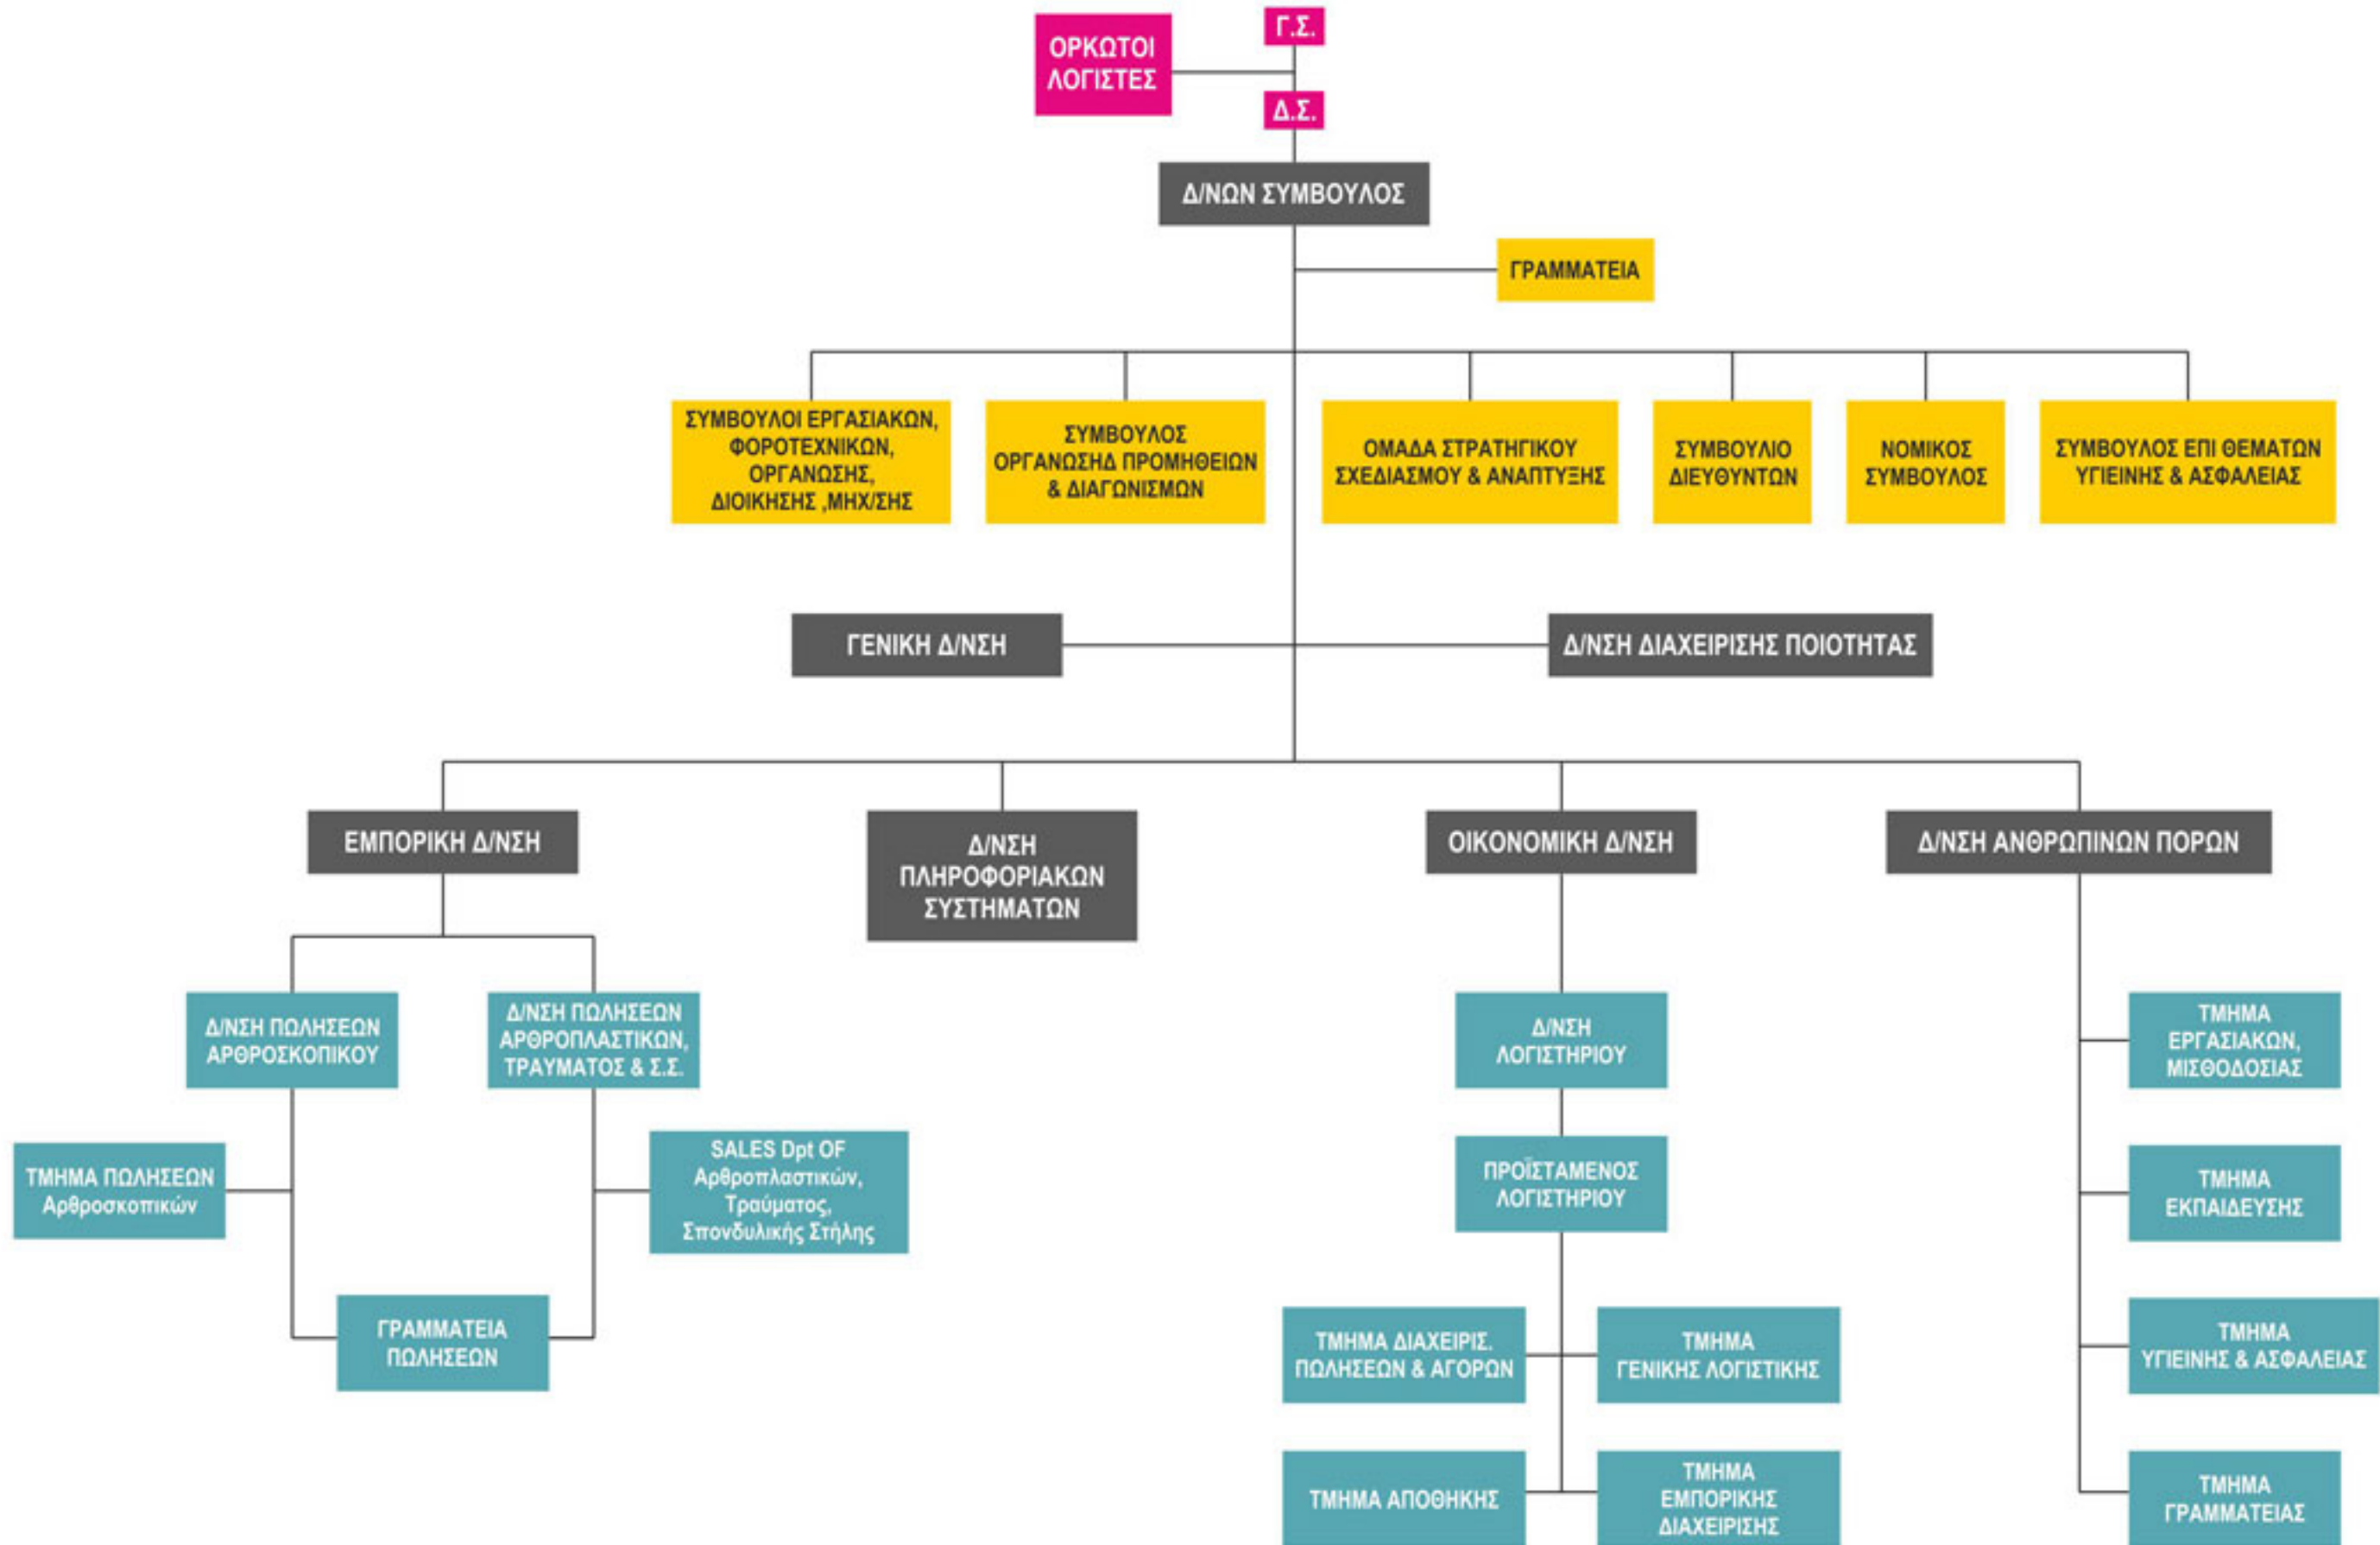 Γ.Σ.
ΟΡΚΩΤΟΙ
ΛΟΓΙΣΤΕΣ
Δ.Σ.
Δ/ΝΩΝ ΣΥΜΒΟΥΛΟΣ
ΓΡΑΜΜΑΤΕΙΑ
ΣΥΜΒΟΥΛΟΙ ΕΡΓΑΣΙΑΚΩΝ,
ΦΟΡΟΤΕΧΝΙΚΩΝ,
ΟΡΓΑΝΩΣΗΣ,
ΔΙΟΙΚΗΣΗΣ ,ΜΗΧ/ΣΗΣ
ΣΥΜΒΟΥΛΟΣ
ΟΡΓΑΝΩΣΗΔ ΠΡΟΜΗΘΕΙΩΝ
& ΔΙΑΓΩΝΙΣΜΩΝ
ΟΜΑΔΑ ΣΤΡΑΤΗΓΙΚΟΥ
ΣΧΕΔΙΑΣΜΟΥ & ΑΝΑΠΤΥΞΗΣ
ΣΥΜΒΟΥΛΙΟ
ΔΙΕΥΘΥΝΤΩΝ
ΝΟΜΙΚΟΣ
ΣΥΜΒΟΥΛΟΣ
ΣΥΜΒΟΥΛΟΣ ΕΠΙ ΘΕΜΑΤΩΝ
ΥΓΙΕΙΝΗΣ & ΑΣΦΑΛΕΙΑΣ
ΓΕΝΙΚΗ Δ/ΝΣΗ
Δ/ΝΣΗ ΔΙΑΧΕΙΡΙΣΗΣ ΠΟΙΟΤΗΤΑΣ
ΕΜΠΟΡΙΚΗ Δ/ΝΣΗ
Δ/ΝΣΗ
ΠΛΗΡΟΦΟΡΙΑΚΩΝ
ΣΥΣΤΗΜΑΤΩΝ
ΟΙΚΟΝΟΜΙΚΗ Δ/ΝΣΗ
Δ/ΝΣΗ ΑΝΘΡΩΠΙΝΩΝ ΠΟΡΩΝ
Δ/ΝΣΗ ΠΩΛΗΣΕΩΝ
ΑΡΘΡΟΣΚΟΠΙΚΟΥ
Δ/ΝΣΗ ΠΩΛΗΣΕΩΝ
ΑΡΘΡΟΠΛΑΣΤΙΚΩΝ,
ΤΡΑΥΜΑΤΟΣ & Σ.Σ.
Δ/ΝΣΗ
ΛΟΓΙΣΤΗΡΙΟΥ
ΤΜΗΜΑ
ΕΡΓΑΣΙΑΚΩΝ,
ΜΙΣΘΟΔΟΣΙΑΣ
ΤΜΗΜΑ ΠΩΛΗΣΕΩΝ
Αρθροσκοπικών
SALES Dpt OF
Αρθροπλαστικών,
Τραύματος,
Σπονδυλικής Στήλης
ΠΡΟΪΣΤΑΜΕΝΟΣ
ΛΟΓΙΣΤΗΡΙΟΥ
ΤΜΗΜΑ
ΕΚΠΑΙΔΕΥΣΗΣ
ΓΡΑΜΜΑΤΕΙΑ
ΠΩΛΗΣΕΩΝ
ΤΜΗΜΑ ΔΙΑΧΕΙΡΙΣ.
ΠΩΛΗΣΕΩΝ & ΑΓΟΡΩΝ
ΤΜΗΜΑ
ΓΕΝΙΚΗΣ ΛΟΓΙΣΤΙΚΗΣ
ΤΜΗΜΑ
ΥΓΙΕΙΝΗΣ & ΑΣΦΑΛΕΙΑΣ
ΤΜΗΜΑ ΑΠΟΘΗΚΗΣ
ΤΜΗΜΑ
ΕΜΠΟΡΙΚΗΣ
ΔΙΑΧΕΙΡΙΣΗΣ
ΤΜΗΜΑ
ΓΡΑΜΜΑΤΕΙΑΣ